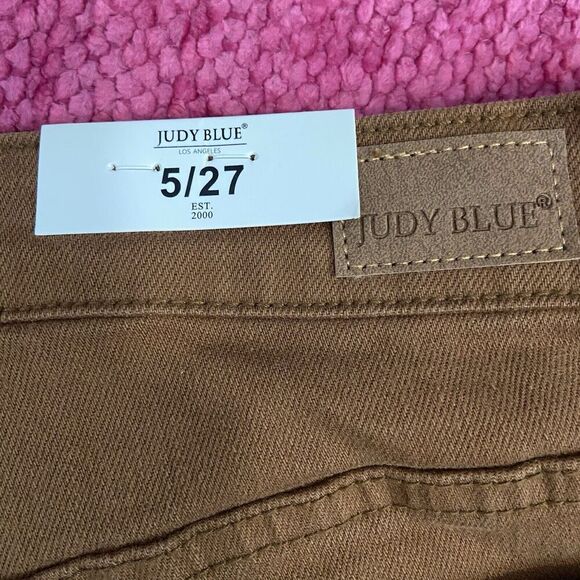 JUDY BLUE®
LOS ANGELES
5/27
EST.
2000
JUDY BLUE®